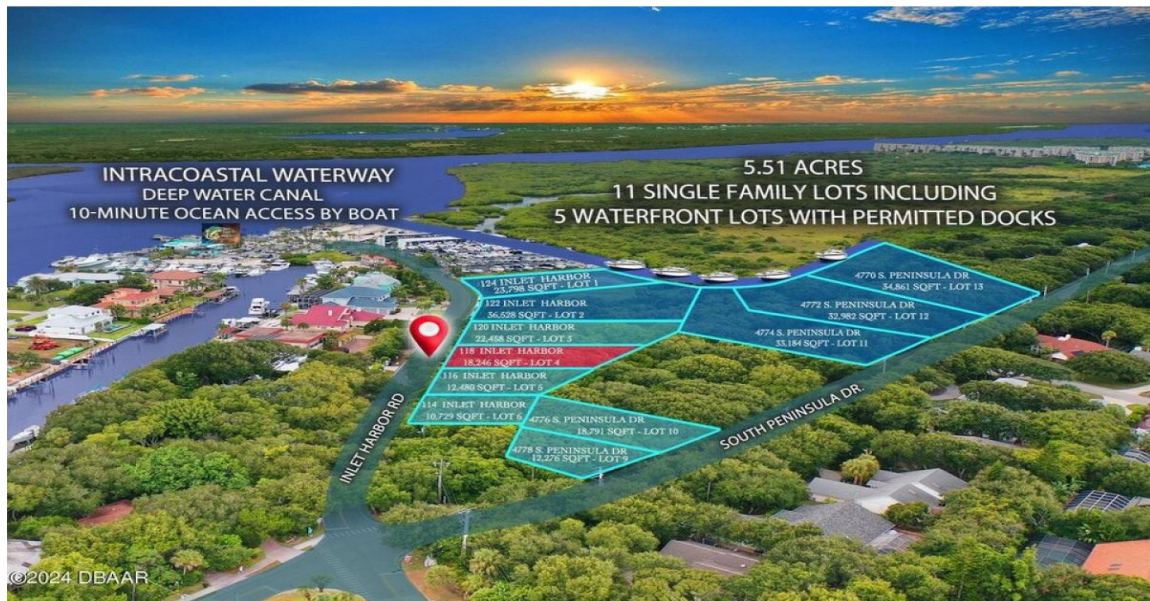 INTRACOASTAL WATERWAY
DEEP WATER CANAL
10-MINUTE OCEAN ACCESS BY BOAT
5.51 ACRES
11 SINGLE FAMILY LOTS INCLUDING
5 WATERFRONT LOTS WITH PERMITTED DOCKS
124 INLET HARBOR
23,798 SQFT - LOT 1
122 INLET HARBOR
36,528 SQFT - LOT 2
120 INLET HARBOR
22,458 SQFT - LOT 3
118 INLET HARBOR
18,246 SQFT - LOT 4
116 INLET HARBOR
12,480 SQFT - LOT 5
114 INLET HARBOR
10,729 SQFT - LOT 6
4770 S. PENINSULA DR
34,861 SQFT - LOT 13
4772 S. PENINSULA DR
32,982 SQFT - LOT 12
4774 S. PENINSULA DR
33,184 SQFT - LOT 11
4776 S. PENINSULA DR
18,791 SQFT - LOT 10
4778 S. PENINSULA DR
12,276 SQFT - LOT 9
INLET HARBOR RD
SOUTH PENINSULA DR.
©2024 DBAAR